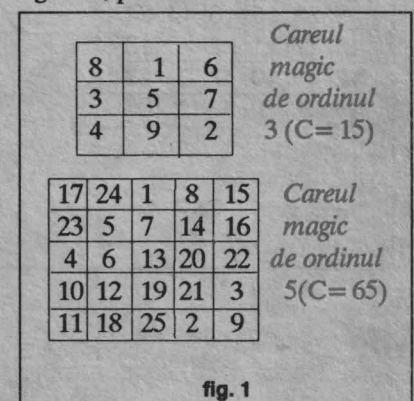 8 1 6
3 5 7
4 9 2
Careul
magic
de ordinul
3 (C= 15)
17 24 1 8 15
23 5 7 14 16
4 6 13 20 22
10 12 19 21 3
11 18 25 2 9
Careul
magic
de ordinul
5(C= 65)
fig. 1